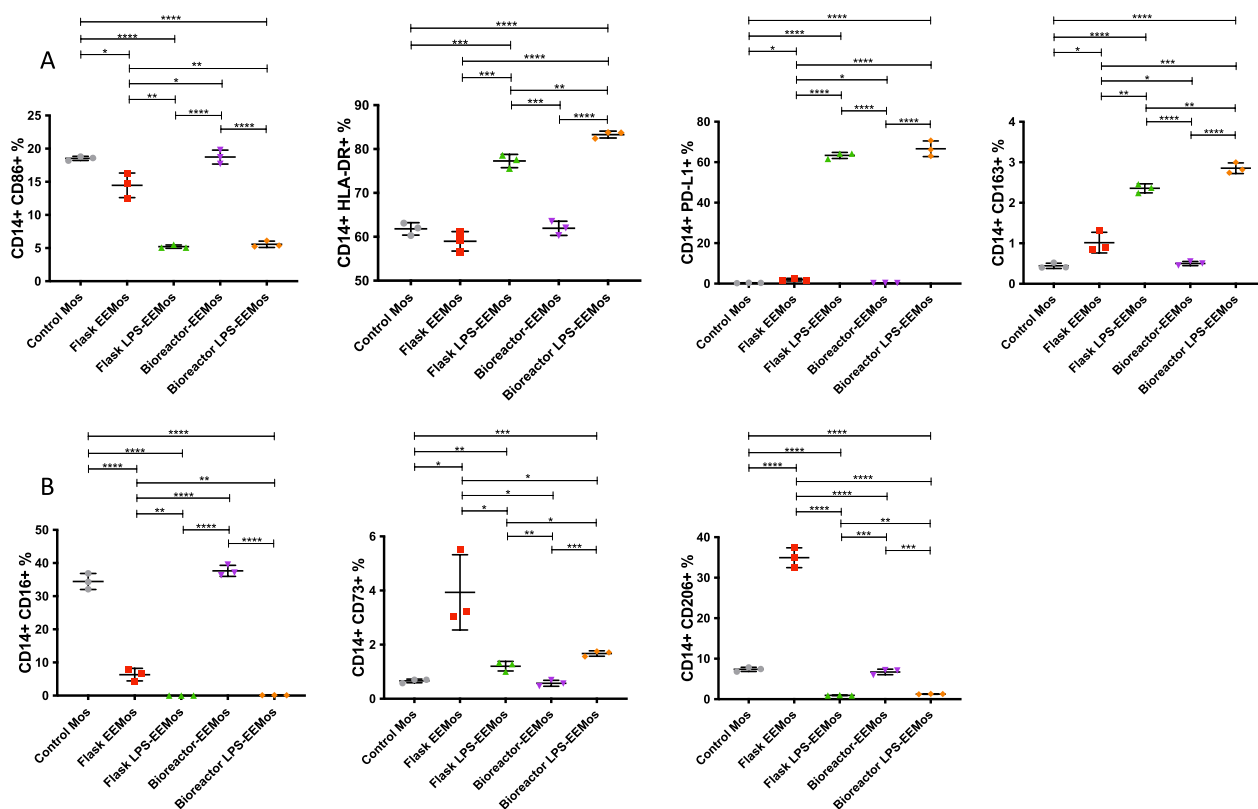 A
****
****
*
**
*
**
****
****
CD14+ CD86+ %
25
20
15
10
5
0
Control Mos
Flask EEMos
Flask LPS-EEMos
Bioreactor-EEMos
Bioreactor LPS-EEMos
****
***
****
***
**
***
****
CD14+ HLA-DR+ %
90
80
70
60
50
Control Mos
Flask EEMos
Flask LPS-EEMos
Bioreactor-EEMos
Bioreactor LPS-EEMos
****
****
*
****
*
****
****
****
CD14+ PD-L1+ %
80
60
40
20
0
Control Mos
Flask EEMos
Flask LPS-EEMos
Bioreactor-EEMos
Bioreactor LPS-EEMos
****
****
*
***
*
**
**
****
****
CD14+ CD163+ %
4
3
2
1
0
Control Mos
Flask EEMos
Flask LPS-EEMos
Bioreactor-EEMos
Bioreactor LPS-EEMos
B
****
****
****
**
****
**
****
****
CD14+ CD16+ %
50
40
30
20
10
0
Control Mos
Flask EEMos
Flask LPS-EEMos
Bioreactor-EEMos
Bioreactor LPS-EEMos
***
**
*
*
*
*
*
**
***
CD14+ CD73+ %
6
4
2
0
Control Mos
Flask EEMos
Flask LPS-EEMos
Bioreactor-EEMos
Bioreactor LPS-EEMos
****
****
****
****
****
****
**
***
***
CD14+ CD206+ %
40
30
20
10
0
Control Mos
Flask EEMos
Flask LPS-EEMos
Bioreactor-EEMos
Bioreactor LPS-EEMos